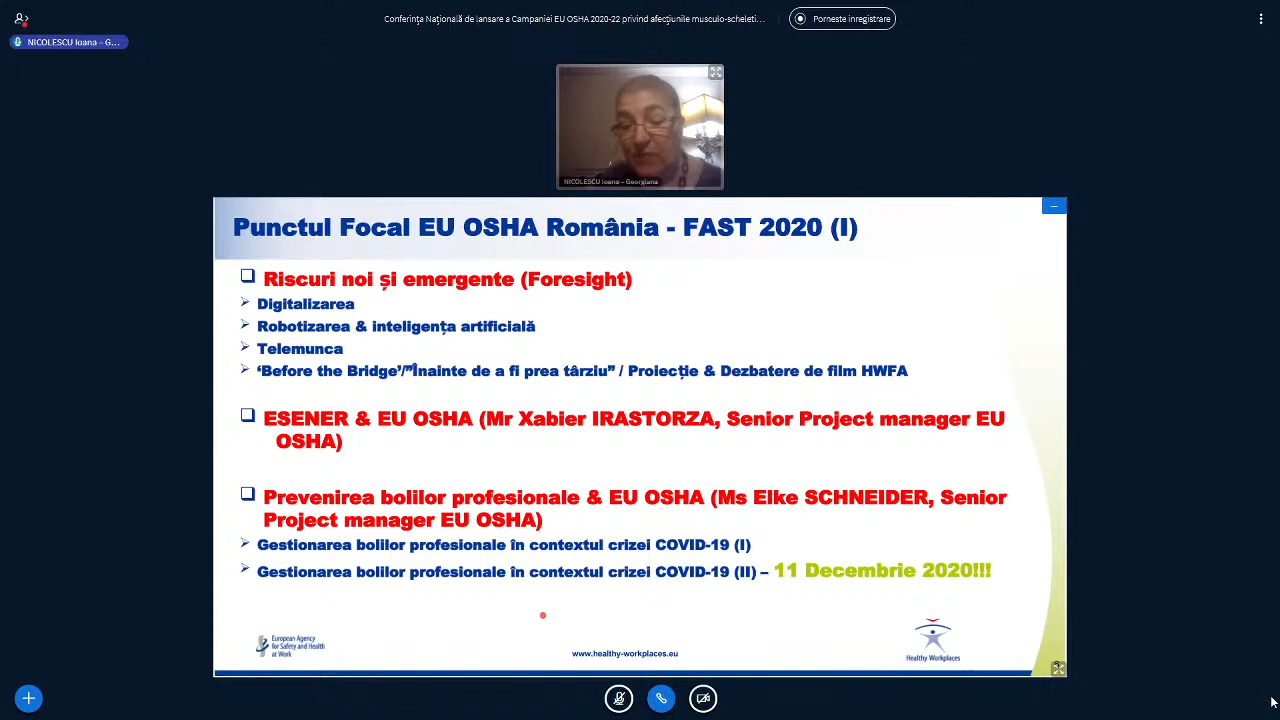 Conferința Națională de lansare a Campaniei EU OSHA 2020-22 privind afecțiunile musculo-scheleti...
Porneste inregistrare
NICOLESCU Ioana – G...
NICOLESCU Ioana – Georgiana
Punctul Focal EU OSHA România - FAST 2020 (I)
Riscuri noi și emergente (Foresight)
Digitalizarea
Robotizarea & inteligența artificială
Telemunca
‘Before the Bridge’/”Înainte de a fi prea târziu” / Proiecție & Dezbatere de film HWFA
ESENER & EU OSHA (Mr Xabier IRASTORZA, Senior Project manager EU
OSHA)
Prevenirea bolilor profesionale & EU OSHA (Ms Elke SCHNEIDER, Senior
Project manager EU OSHA)
Gestionarea bolilor profesionale în contextul crizei COVID-19 (I)
Gestionarea bolilor profesionale în contextul crizei COVID-19 (II) – 11 Decembrie 2020!!!
European Agency
for Safety and Health
at Work
www.healthy-workplaces.eu
Healthy Workplaces